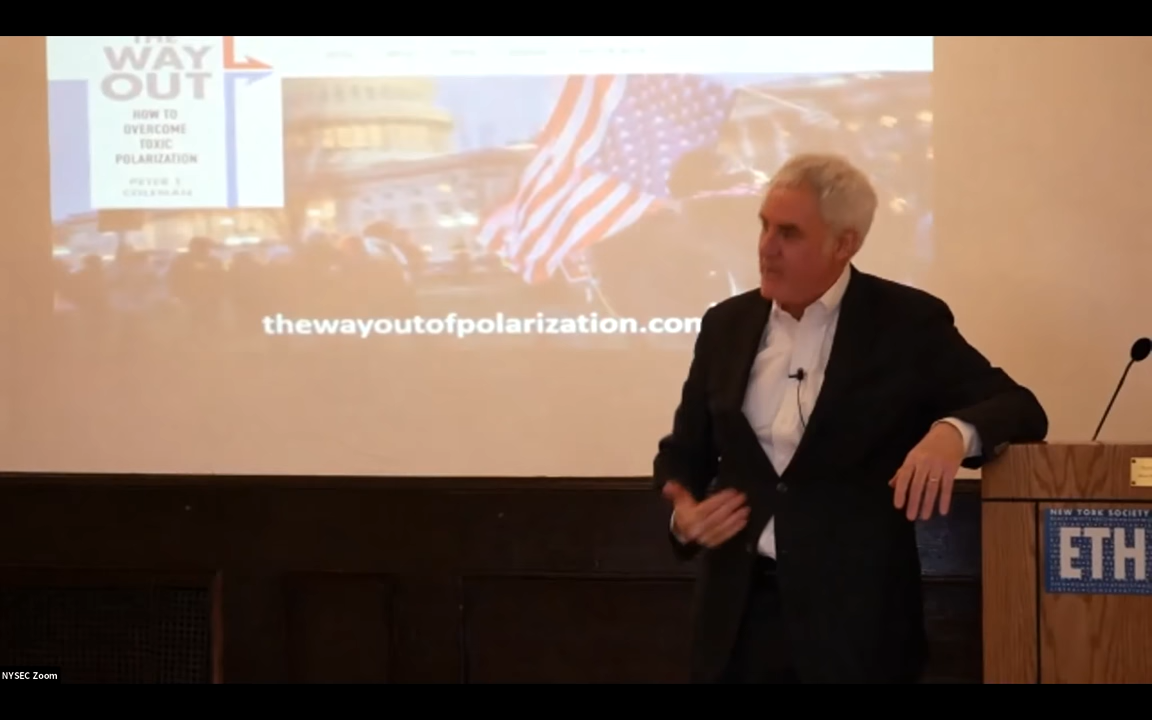 THE
WAY
OUT
HOW TO
OVERCOME
TOXIC
POLARIZATION
PETER T.
COLEMAN
thewayoutofpolarization.com
NEW YORK SOCIETY
ETH
NYSEC Zoom